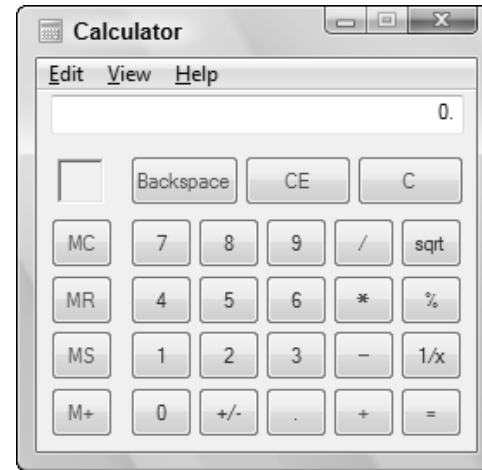 Calculator
Edit View Help
0.
Backspace CE C
MC 7 8 9 / sqrt
MR 4 5 6 * %
MS 1 2 3 - 1/x
M+ 0 +/- . + =